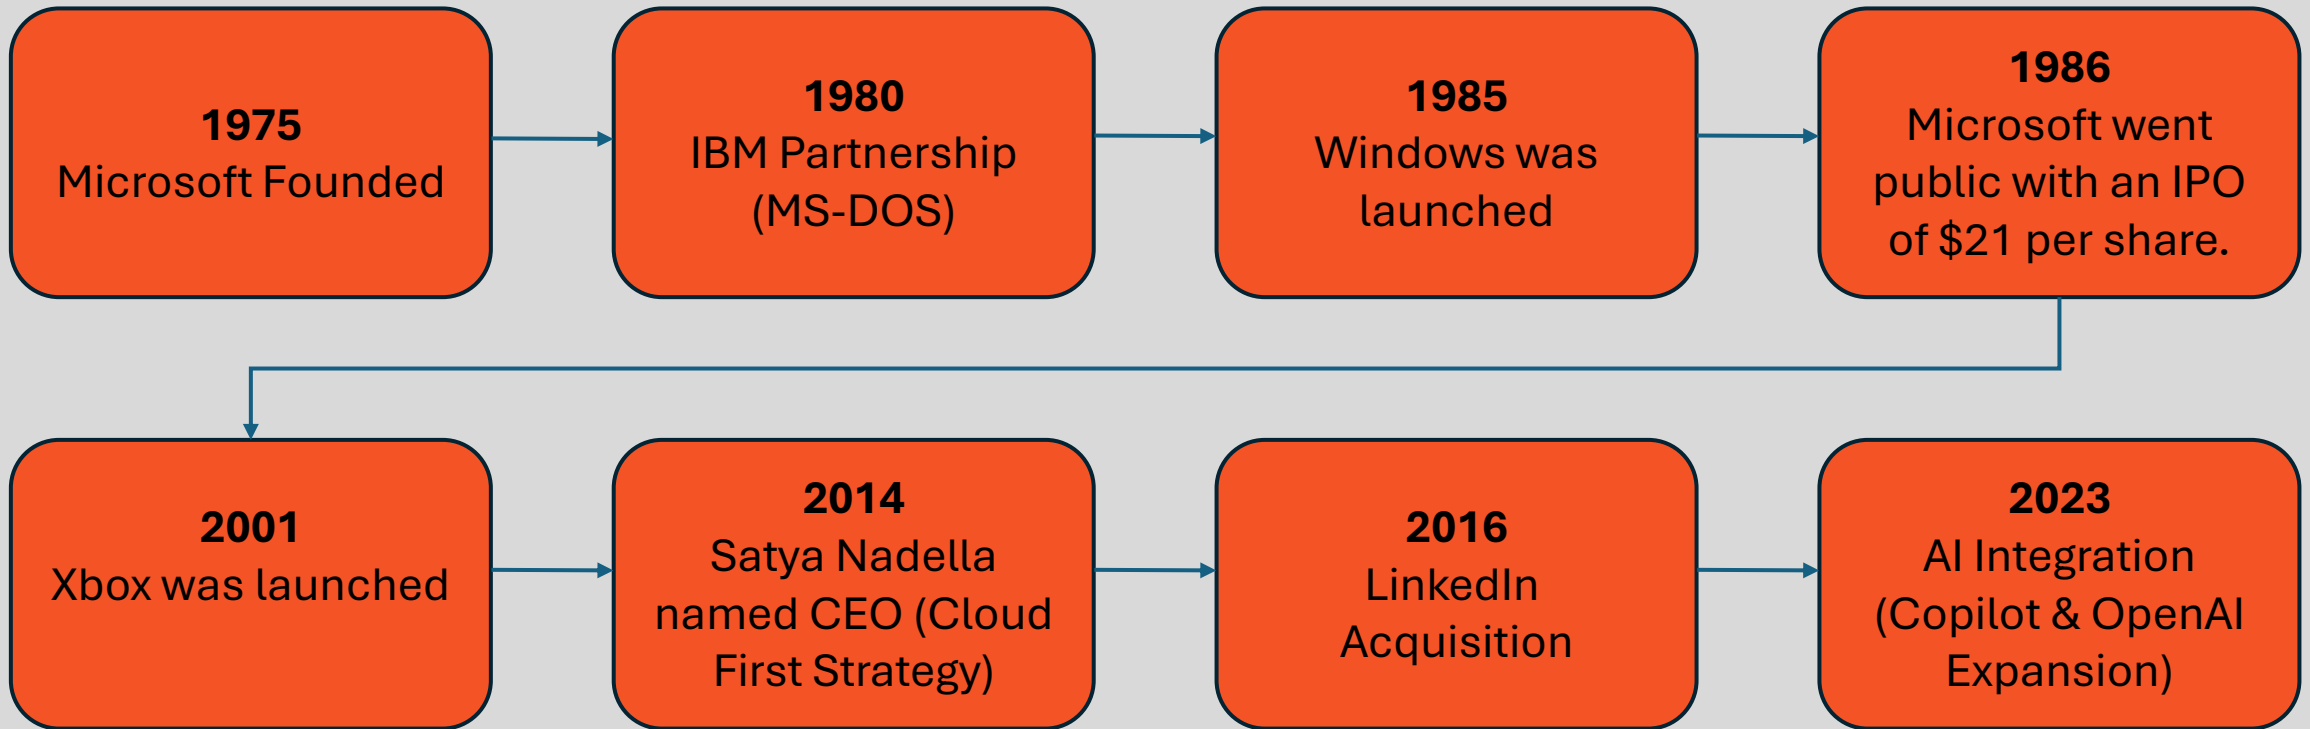 1975
Microsoft Founded
1980
IBM Partnership
(MS-DOS)
1985
Windows was
launched
1986
Microsoft went
public with an IPO
of $21 per share.
2001
Xbox was launched
2014
Satya Nadella
named CEO (Cloud
First Strategy)
2016
LinkedIn
Acquisition
2023
AI Integration
(Copilot & OpenAI
Expansion)